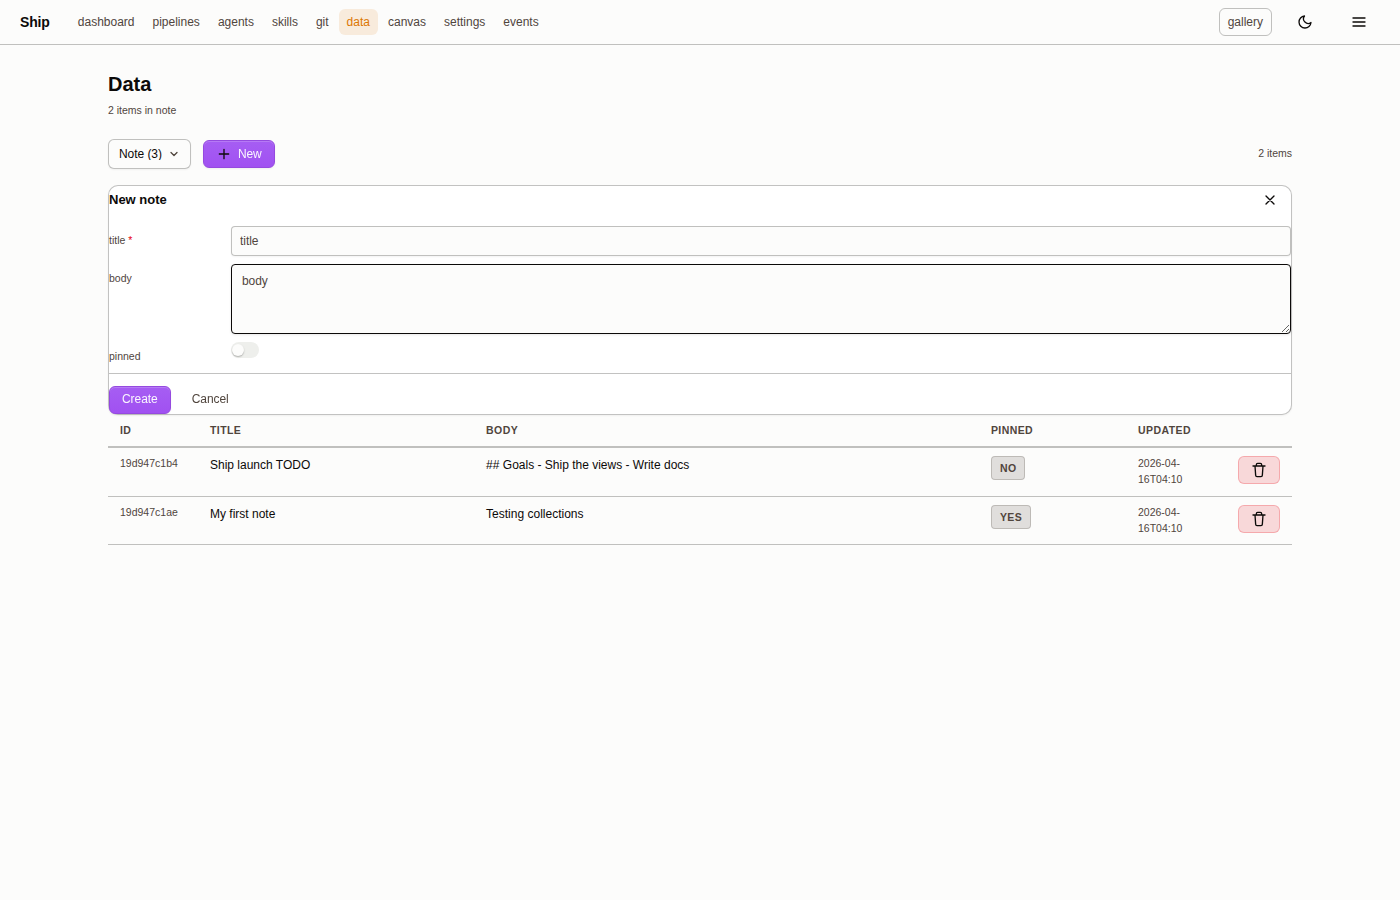 Ship dashboard pipelines agents skills git data canvas settings events gallery
Data
2 items in note
Note (3) New 2 items
New note
title * title
body body
pinned
Create Cancel
ID TITLE BODY PINNED UPDATED
19d947c1b4 Ship launch TODO ## Goals - Ship the views - Write docs NO 2026-04-
16T04:10
19d947c1ae My first note Testing collections YES 2026-04-
16T04:10